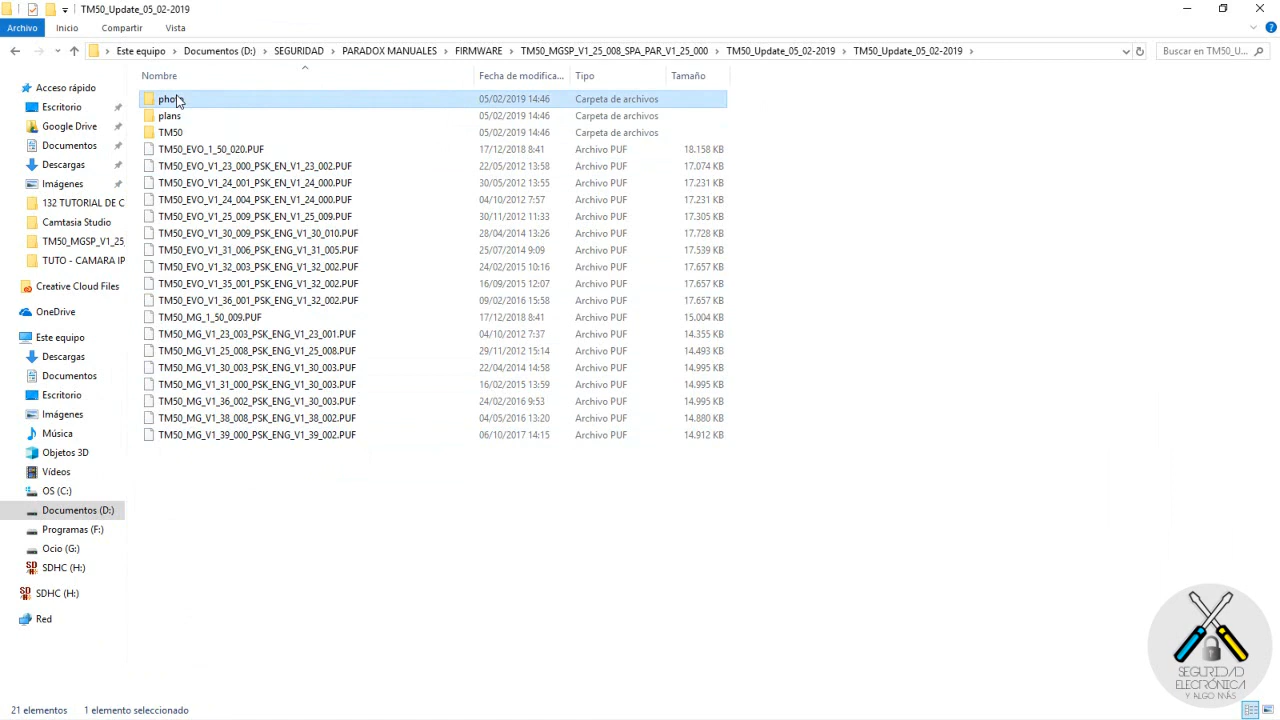 TM50_Update_05_02-2019
Archivo Inicio Compartir Vista
Este equipo Documentos (D:) SEGURIDAD PARADOX MANUALES FIRMWARE TM50_MGSP_V1_25_008_SPA_PAR_V1_25_000 TM50_Update_05_02-2019 TM50_Update_05_02-2019
Buscar en TM50_U...
Nombre Fecha de modifica... Tipo Tamaño
05/02/2019 14:46 Carpeta de archivos
plans 05/02/2019 14:46 Carpeta de archivos
TM50 05/02/2019 14:46 Carpeta de archivos
TM50_EVO_1_50_020.PUF 17/12/2018 8:41 Archivo PUF 18.158 KB
TM50_EVO_V1_23_000_PSK_EN_V1_23_002.PUF 22/05/2012 13:58 Archivo PUF 17.074 KB
TM50_EVO_V1_24_001_PSK_EN_V1_24_000.PUF 30/05/2012 13:55 Archivo PUF 17.231 KB
TM50_EVO_V1_24_004_PSK_EN_V1_24_000.PUF 04/10/2012 7:57 Archivo PUF 17.231 KB
TM50_EVO_V1_25_009_PSK_EN_V1_25_009.PUF 30/11/2012 11:33 Archivo PUF 17.305 KB
TM50_EVO_V1_30_009_PSK_ENG_V1_30_010.PUF 28/04/2014 13:26 Archivo PUF 17.728 KB
TM50_EVO_V1_31_006_PSK_ENG_V1_31_005.PUF 25/07/2014 9:09 Archivo PUF 17.539 KB
TM50_EVO_V1_32_003_PSK_ENG_V1_32_002.PUF 24/02/2015 10:16 Archivo PUF 17.657 KB
TM50_EVO_V1_35_001_PSK_ENG_V1_32_002.PUF 16/09/2015 12:07 Archivo PUF 17.657 KB
TM50_EVO_V1_36_001_PSK_ENG_V1_32_002.PUF 09/02/2016 15:58 Archivo PUF 17.657 KB
TM50_MG_1_50_009.PUF 17/12/2018 8:41 Archivo PUF 15.004 KB
TM50_MG_V1_23_003_PSK_ENG_V1_23_001.PUF 04/10/2012 7:37 Archivo PUF 14.355 KB
TM50_MG_V1_25_008_PSK_ENG_V1_25_008.PUF 29/11/2012 15:14 Archivo PUF 14.493 KB
TM50_MG_V1_30_003_PSK_ENG_V1_30_003.PUF 22/04/2014 14:58 Archivo PUF 14.995 KB
TM50_MG_V1_31_000_PSK_ENG_V1_30_003.PUF 16/02/2015 13:59 Archivo PUF 14.995 KB
TM50_MG_V1_36_002_PSK_ENG_V1_30_003.PUF 24/02/2016 9:53 Archivo PUF 14.995 KB
TM50_MG_V1_38_008_PSK_ENG_V1_38_002.PUF 04/05/2016 13:20 Archivo PUF 14.880 KB
TM50_MG_V1_39_000_PSK_ENG_V1_39_002.PUF 06/10/2017 14:15 Archivo PUF 14.912 KB
Acceso rápido
Escritorio
Google Drive
Documentos
Descargas
Imágenes
132 TUTORIAL DE C
Camtasia Studio
TM50_MGSP_V1_25_
TUTO - CAMARA IP
Creative Cloud Files
OneDrive
Este equipo
Descargas
Documentos
Escritorio
Imágenes
Música
Objetos 3D
Vídeos
OS (C:)
Documentos (D:)
Programas (F:)
Ocio (G:)
SDHC (H:)
SDHC (H:)
Red
21 elementos 1 elemento seleccionado
SEGURIDAD
ELECTRÓNICA
Y ALGO MÁS